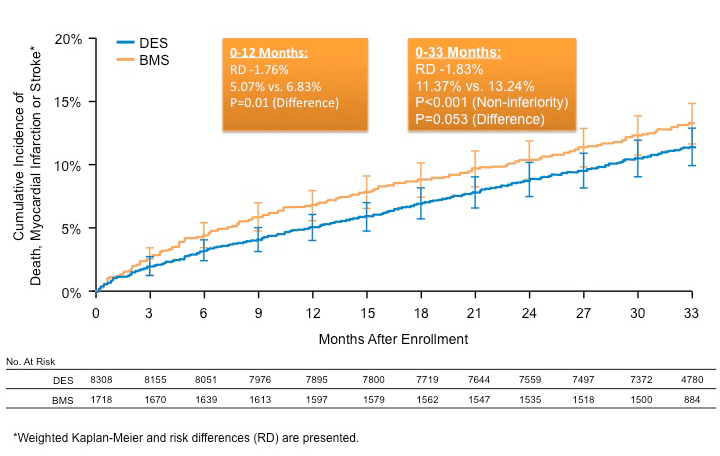 20%
15%
10%
5%
0%
Cumulative Incidence of
Death, Myocardial Infarction or Stroke*
DES
BMS
0-12 Months:
RD -1.76%
5.07% vs. 6.83%
P=0.01 (Difference)
0-33 Months:
RD -1.83%
11.37% vs. 13.24%
P<0.001 (Non-inferiority)
P=0.053 (Difference)
0 3 6 9 12 15 18 21 24 27 30 33
Months After Enrollment
No. At Risk
DES 8308 8155 8051 7976 7895 7800 7719 7644 7559 7497 7372 4780
BMS 1718 1670 1639 1613 1597 1579 1562 1547 1535 1518 1500 884
*Weighted Kaplan-Meier and risk differences (RD) are presented.